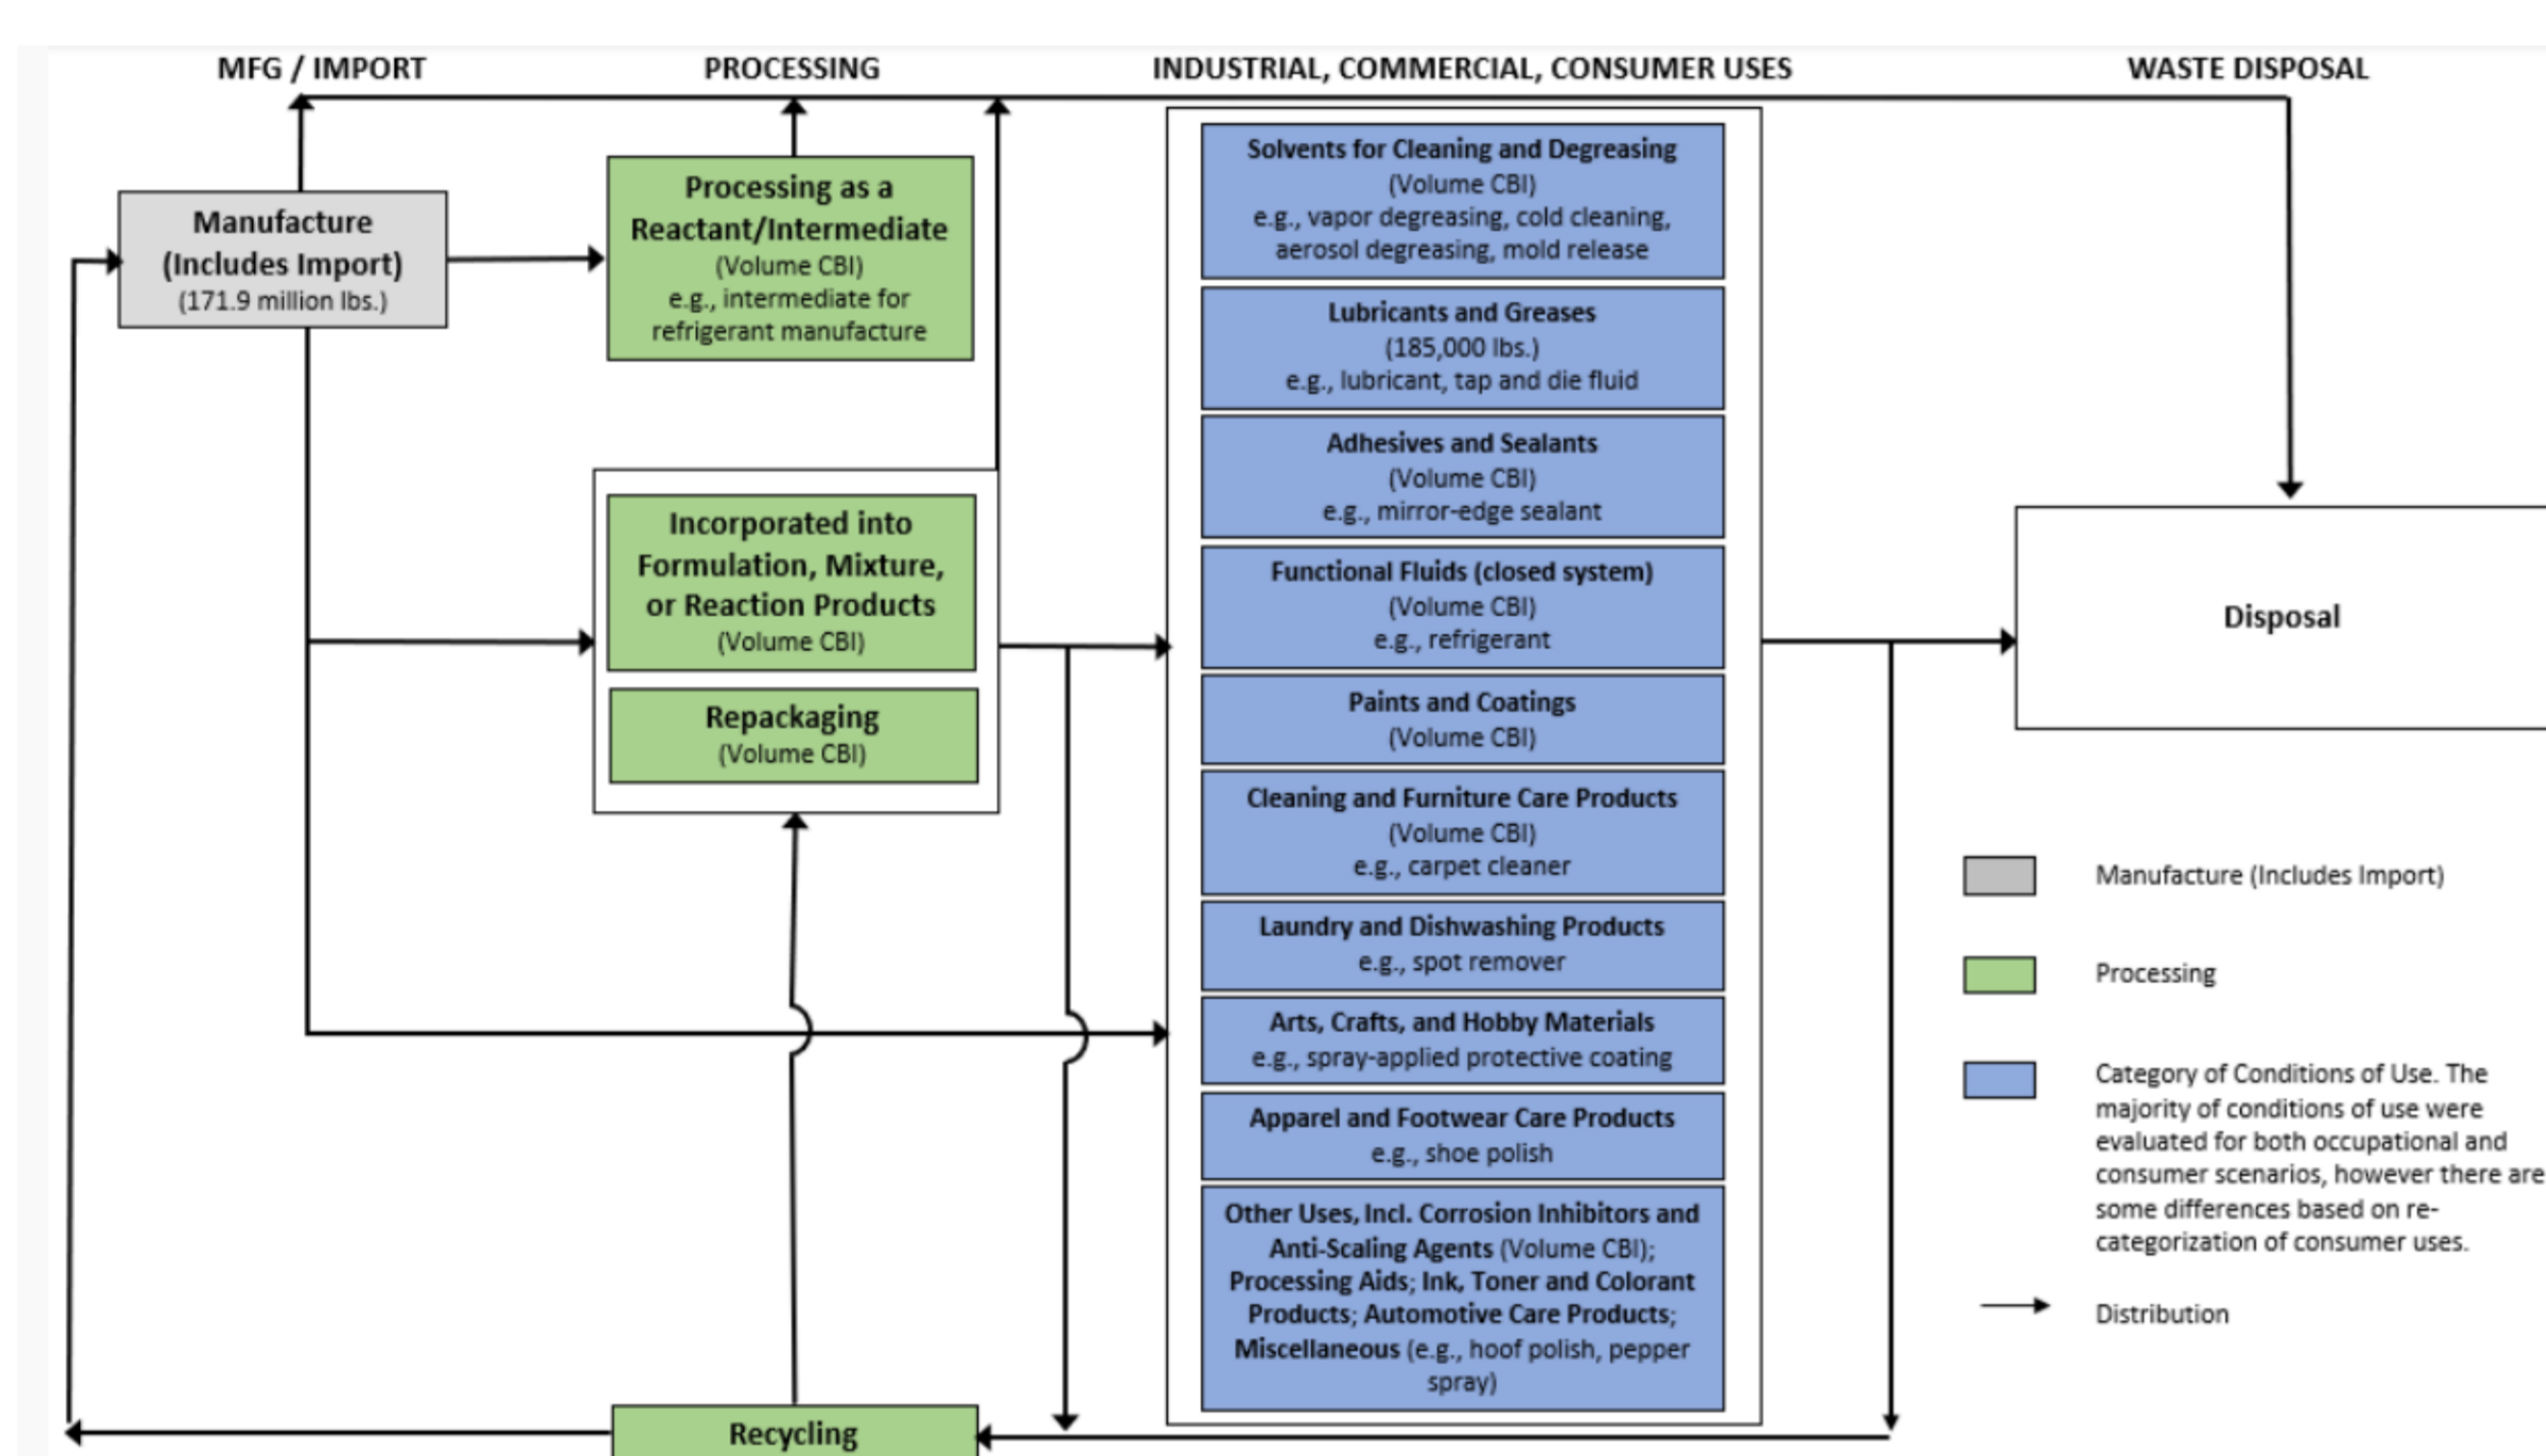 MFG / IMPORT
PROCESSING
INDUSTRIAL, COMMERCIAL, CONSUMER USES
WASTE DISPOSAL
Manufacture
(Includes Import)
(171.9 million lbs.)
Processing as a
Reactant/Intermediate
(Volume CBI)
e.g., intermediate for
refrigerant manufacture
Incorporated into
Formulation, Mixture,
or Reaction Products
(Volume CBI)
Repackaging
(Volume CBI)
Recycling
Solvents for Cleaning and Degreasing
(Volume CBI)
e.g., vapor degreasing, cold cleaning,
aerosol degreasing, mold release
Lubricants and Greases
(185,000 lbs.)
e.g., lubricant, tap and die fluid
Adhesives and Sealants
(Volume CBI)
e.g., mirror-edge sealant
Functional Fluids (closed system)
(Volume CBI)
e.g., refrigerant
Paints and Coatings
(Volume CBI)
Cleaning and Furniture Care Products
(Volume CBI)
e.g., carpet cleaner
Laundry and Dishwashing Products
e.g., spot remover
Arts, Crafts, and Hobby Materials
e.g., spray-applied protective coating
Apparel and Footwear Care Products
e.g., shoe polish
Other Uses, Incl. Corrosion Inhibitors and
Anti-Scaling Agents (Volume CBI);
Processing Aids; Ink, Toner and Colorant
Products; Automotive Care Products;
Miscellaneous (e.g., hoof polish, pepper
spray)
Disposal
Manufacture (Includes Import)
Processing
Category of Conditions of Use. The
majority of conditions of use were
evaluated for both occupational and
consumer scenarios, however there are
some differences based on re-
categorization of consumer uses.
Distribution